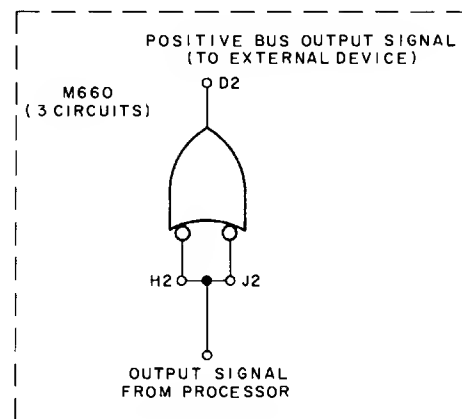 POSITIVE BUS OUTPUT SIGNAL
(TO EXTERNAL DEVICE)
D2
M660
(3 CIRCUITS)
H2
J2
OUTPUT SIGNAL
FROM PROCESSOR